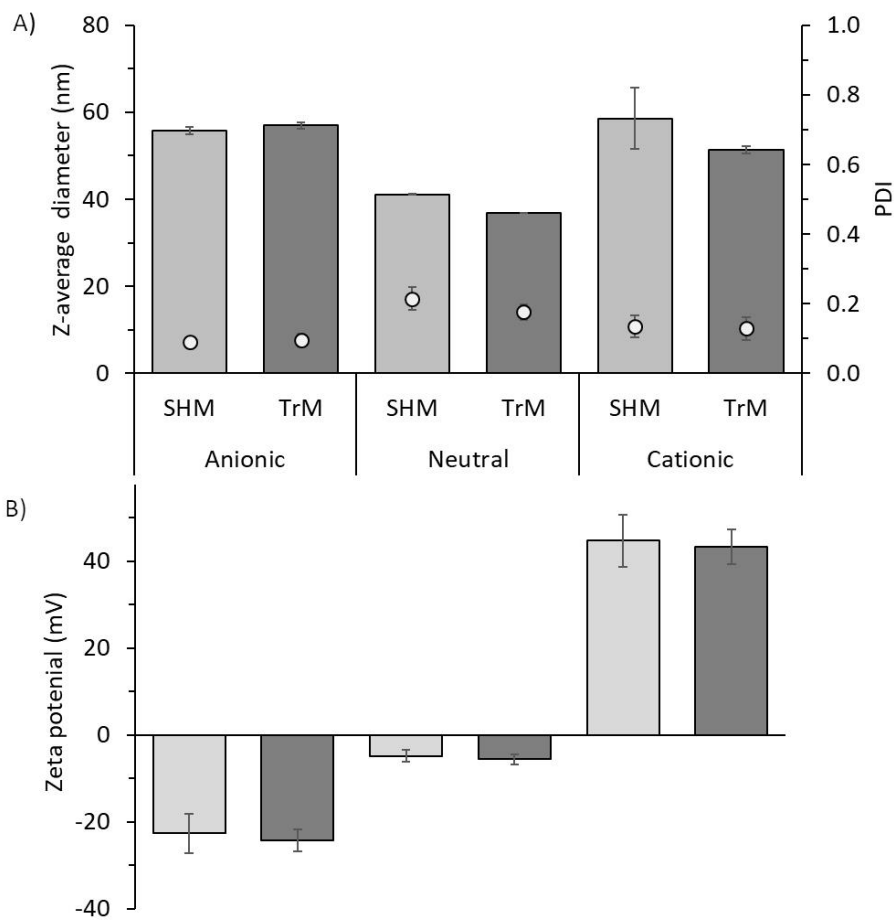 A)
Z-average diameter (nm)
80
60
40
20
0
1.0
0.8
0.6
0.4
0.2
0.0
PDI
SHM TrM SHM TrM SHM TrM
Anionic Neutral Cationic
B)
Zeta potenial (mV)
40
20
0
-20
-40